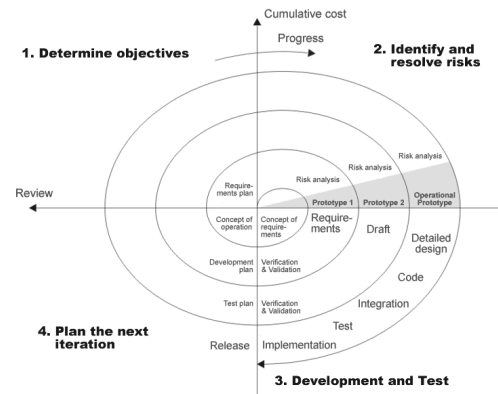 Cumulative cost
Progress
1. Determine objectives
2. Identify and
resolve risks
Risk analysis
Risk analysis
Risk analysis
Require-
ments plan
Review
Prototype 1
Prototype 2
Operational
Prototype
Concept of
operation
Concept of
require-
ments
Require-
ments
Draft
Detailed
design
Development
plan
Verification
& Validation
Code
Test plan
Verification
& Validation
Integration
Test
4. Plan the next
iteration
Release
Implementation
3. Development and Test